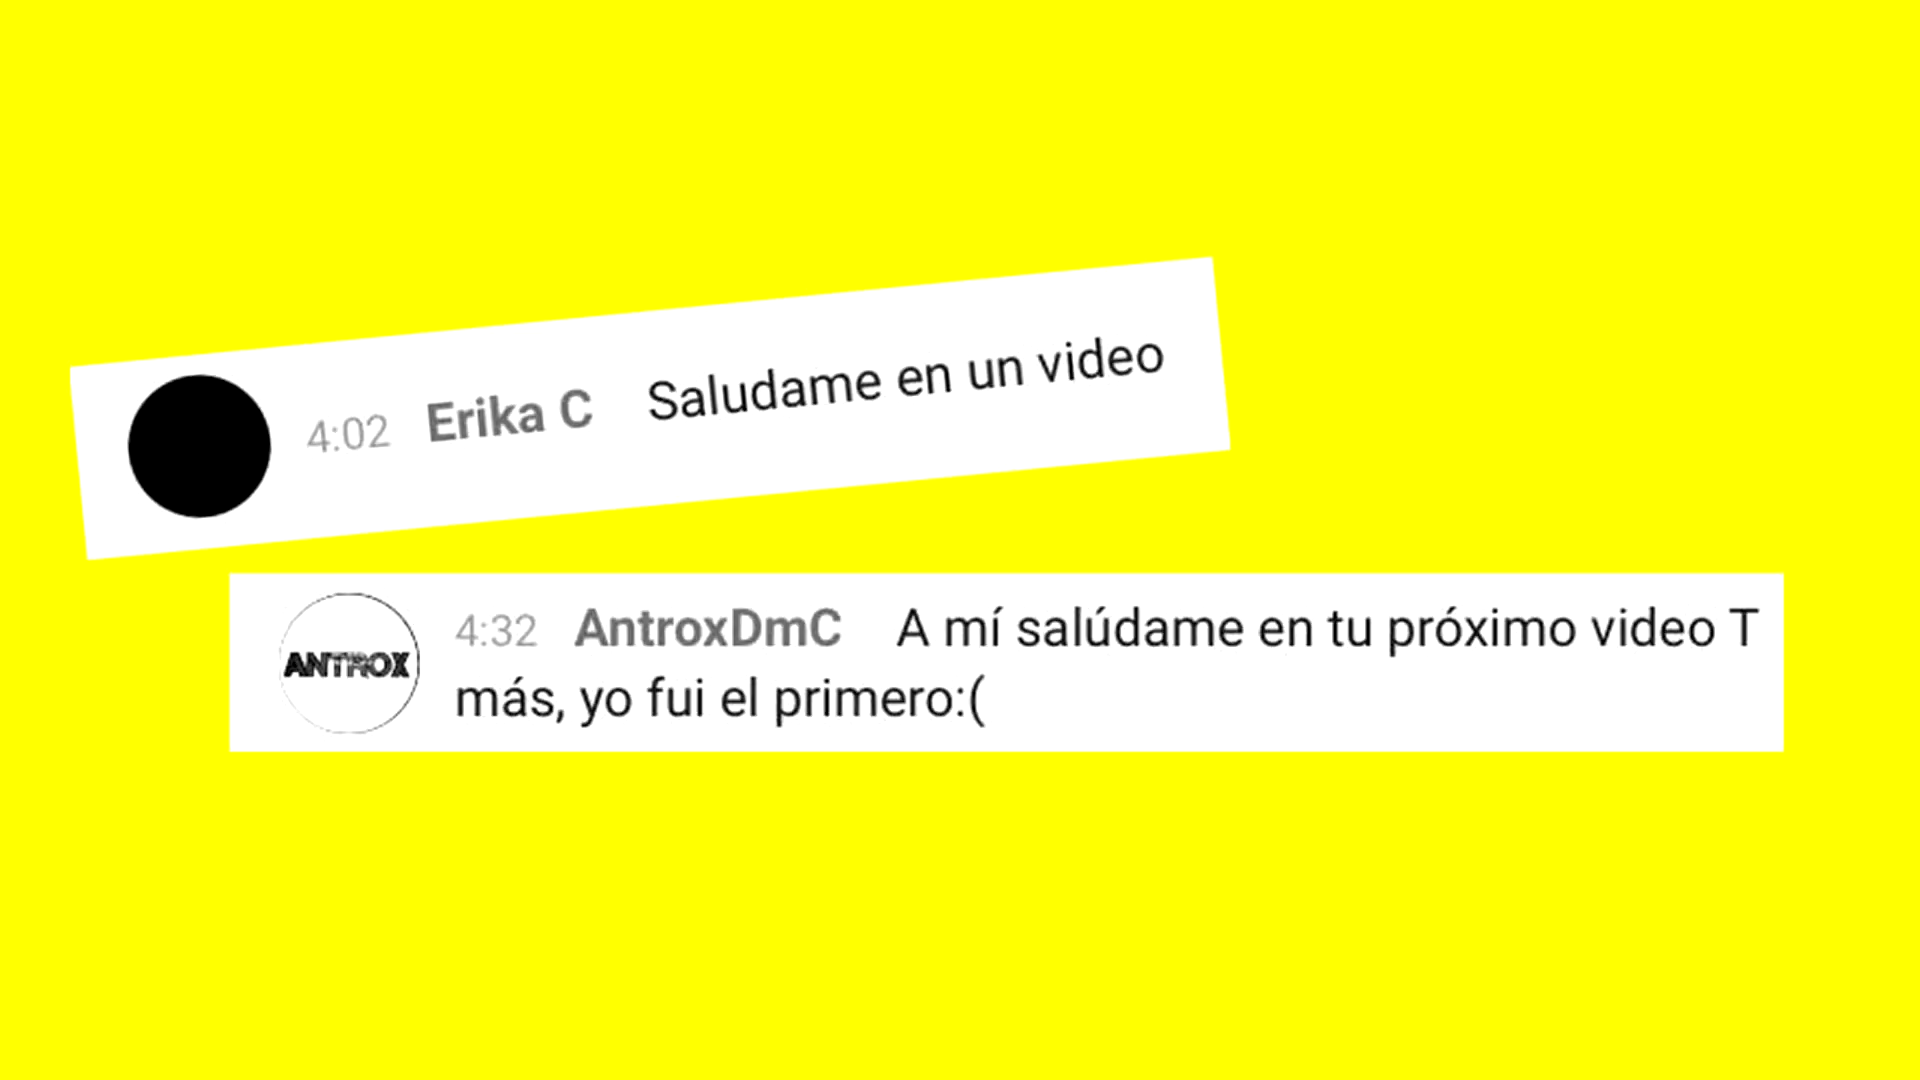 4:02 Erika C Saludame en un video
ANTROX
4:32 AntroxDmC A mí salúdame en tu próximo video T
más, yo fui el primero:(